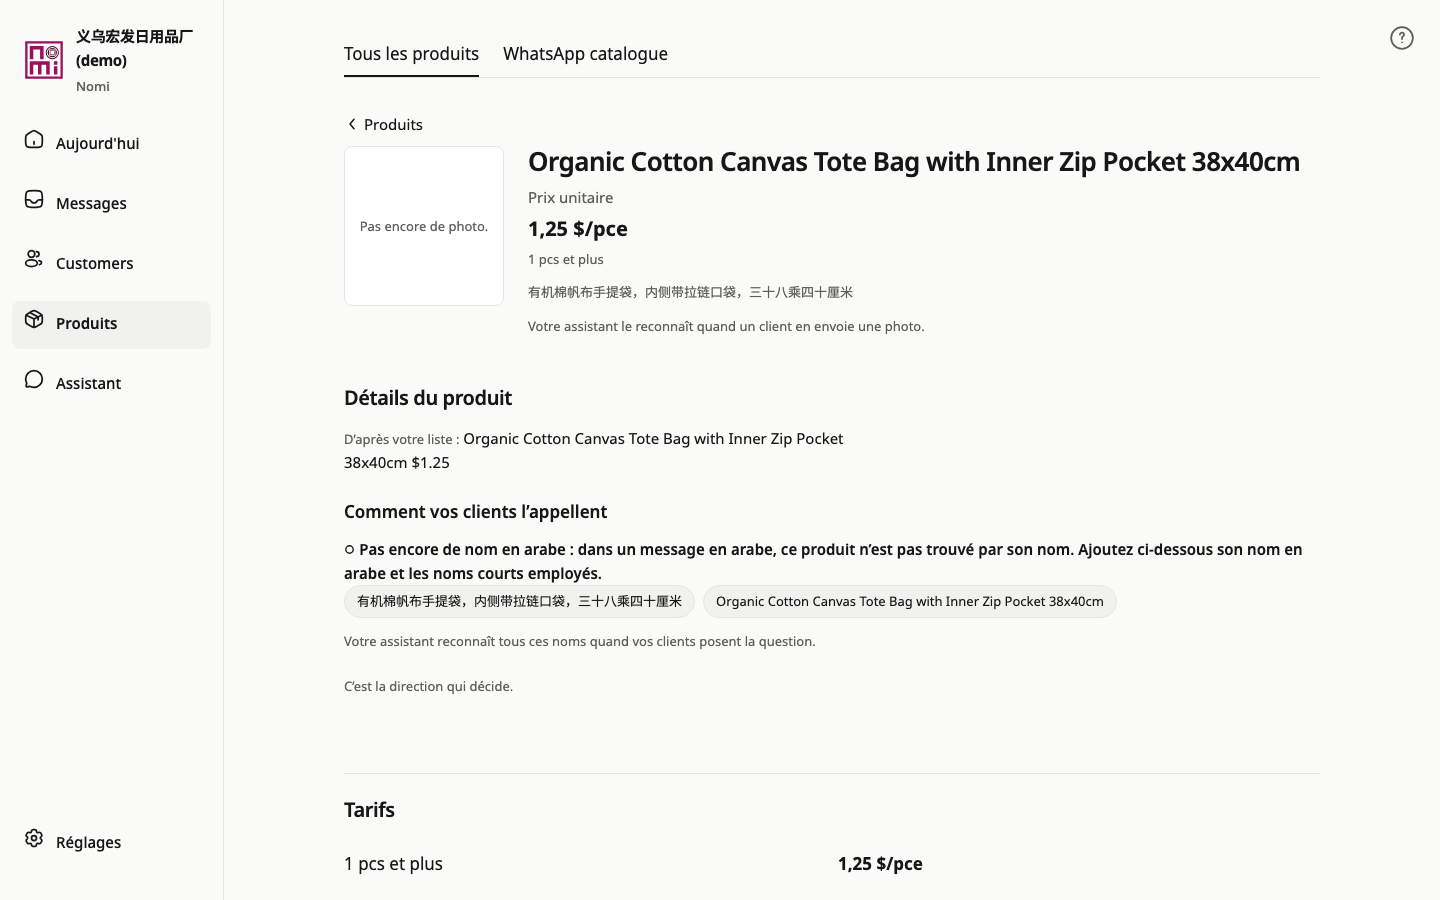 义乌宏发日用品厂
(demo)
Nomi
Aujourd'hui
Messages
Customers
Produits
Assistant
Réglages
Tous les produits
WhatsApp catalogue
Produits
Pas encore de photo.
Organic Cotton Canvas Tote Bag with Inner Zip Pocket 38x40cm
Prix unitaire
1,25 $/pce
1 pcs et plus
有机棉帆布手提袋，内侧带拉链口袋，三十八乘四十厘米
Votre assistant le reconnaît quand un client en envoie une photo.
Détails du produit
D’après votre liste : Organic Cotton Canvas Tote Bag with Inner Zip Pocket
38x40cm $1.25
Comment vos clients l’appellent
Pas encore de nom en arabe : dans un message en arabe, ce produit n’est pas trouvé par son nom. Ajoutez ci-dessous son nom en
arabe et les noms courts employés.
有机棉帆布手提袋，内侧带拉链口袋，三十八乘四十厘米
Organic Cotton Canvas Tote Bag with Inner Zip Pocket 38x40cm
Votre assistant reconnaît tous ces noms quand vos clients posent la question.
C’est la direction qui décide.
Tarifs
1 pcs et plus
1,25 $/pce